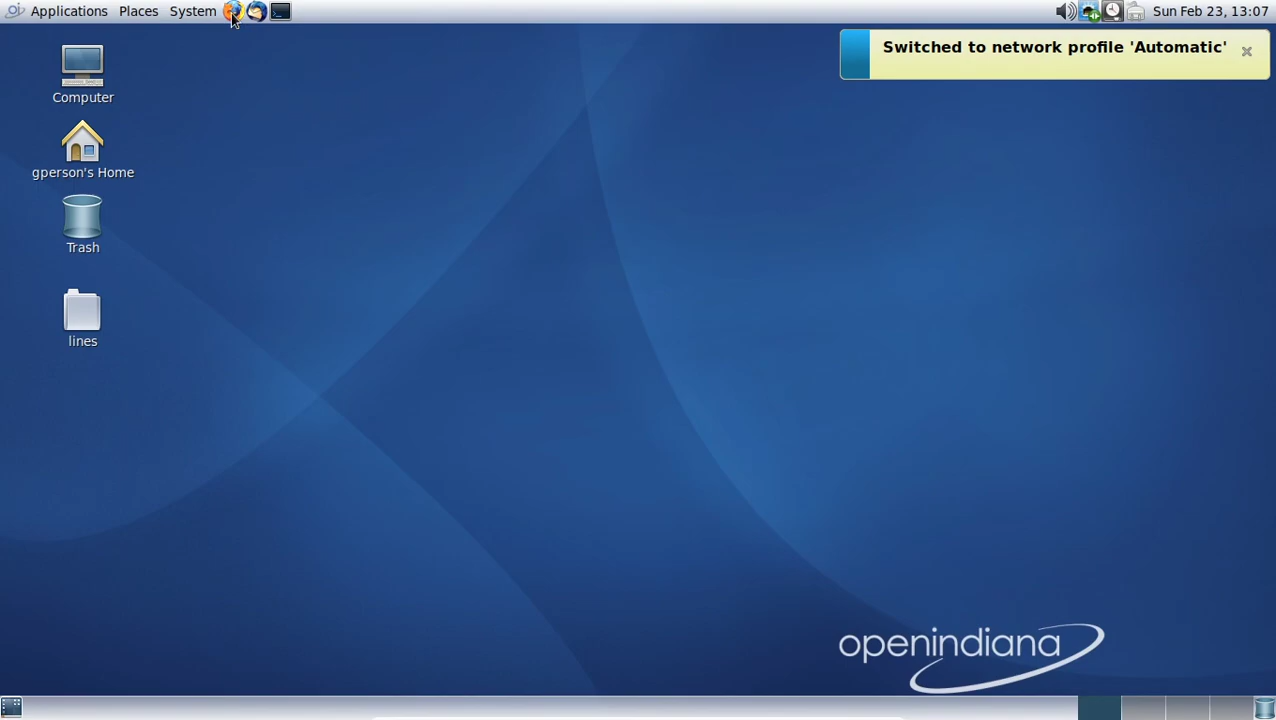 Applications Places System Sun Feb 23, 13:07
Switched to network profile 'Automatic'
Computer
gperson's Home
Trash
lines
openindiana